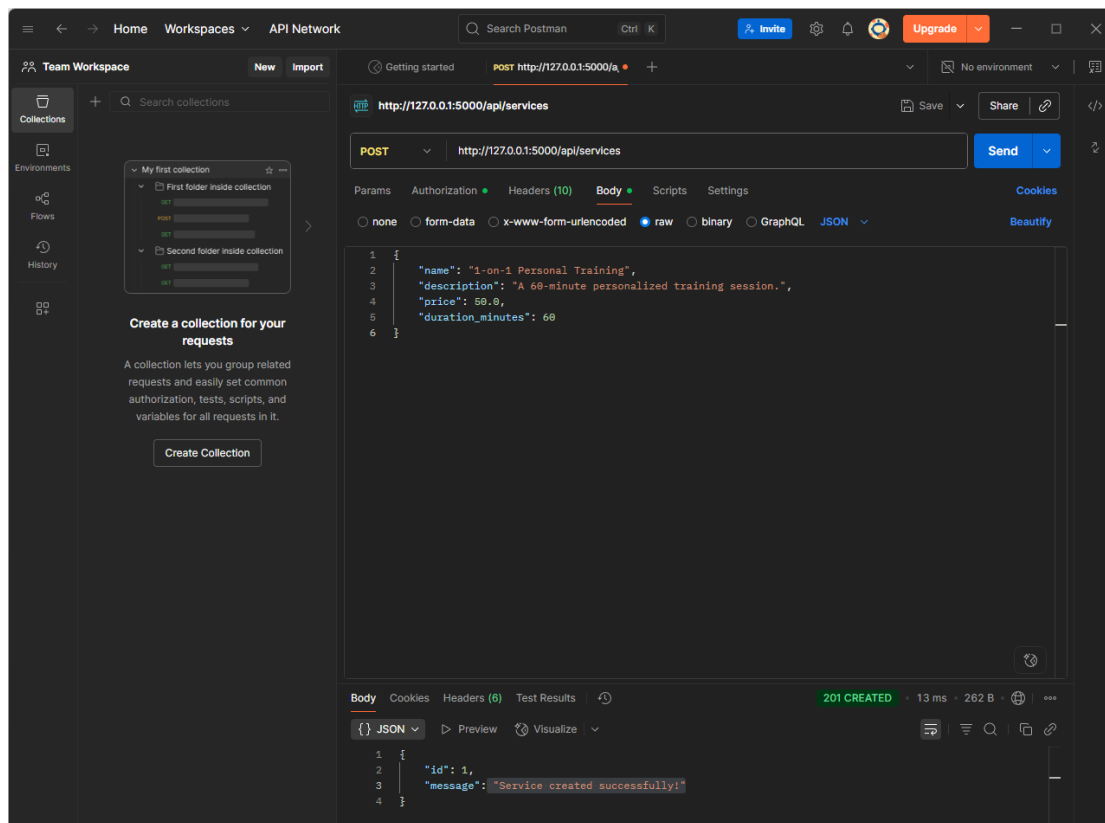 Home Workspaces API Network Search Postman Ctrl K Invite Upgrade
Team Workspace New Import
Getting started POST http://127.0.0.1:5000/a No environment
Collections
Environments
Flows
History
Search collections
My first collection
First folder inside collection
GET
POST
GET
Second folder inside collection
GET
GET
Create a collection for your
requests
A collection lets you group related
requests and easily set common
authorization, tests, scripts, and
variables for all requests in it.
Create Collection
HTTP http://127.0.0.1:5000/api/services Save Share
POST http://127.0.0.1:5000/api/services Send
Params Authorization Headers (10) Body Scripts Settings Cookies
none form-data x-www-form-urlencoded raw binary GraphQL JSON Beautify
1 {
2 "name": "1-on-1 Personal Training",
3 "description": "A 60-minute personalized training session.",
4 "price": 50.0,
5 "duration_minutes": 60
6 }
Body Cookies Headers (6) Test Results 201 CREATED 13 ms 262 B
{} JSON Preview Visualize
1 {
2 "id": 1,
3 "message": "Service created successfully!"
4 }